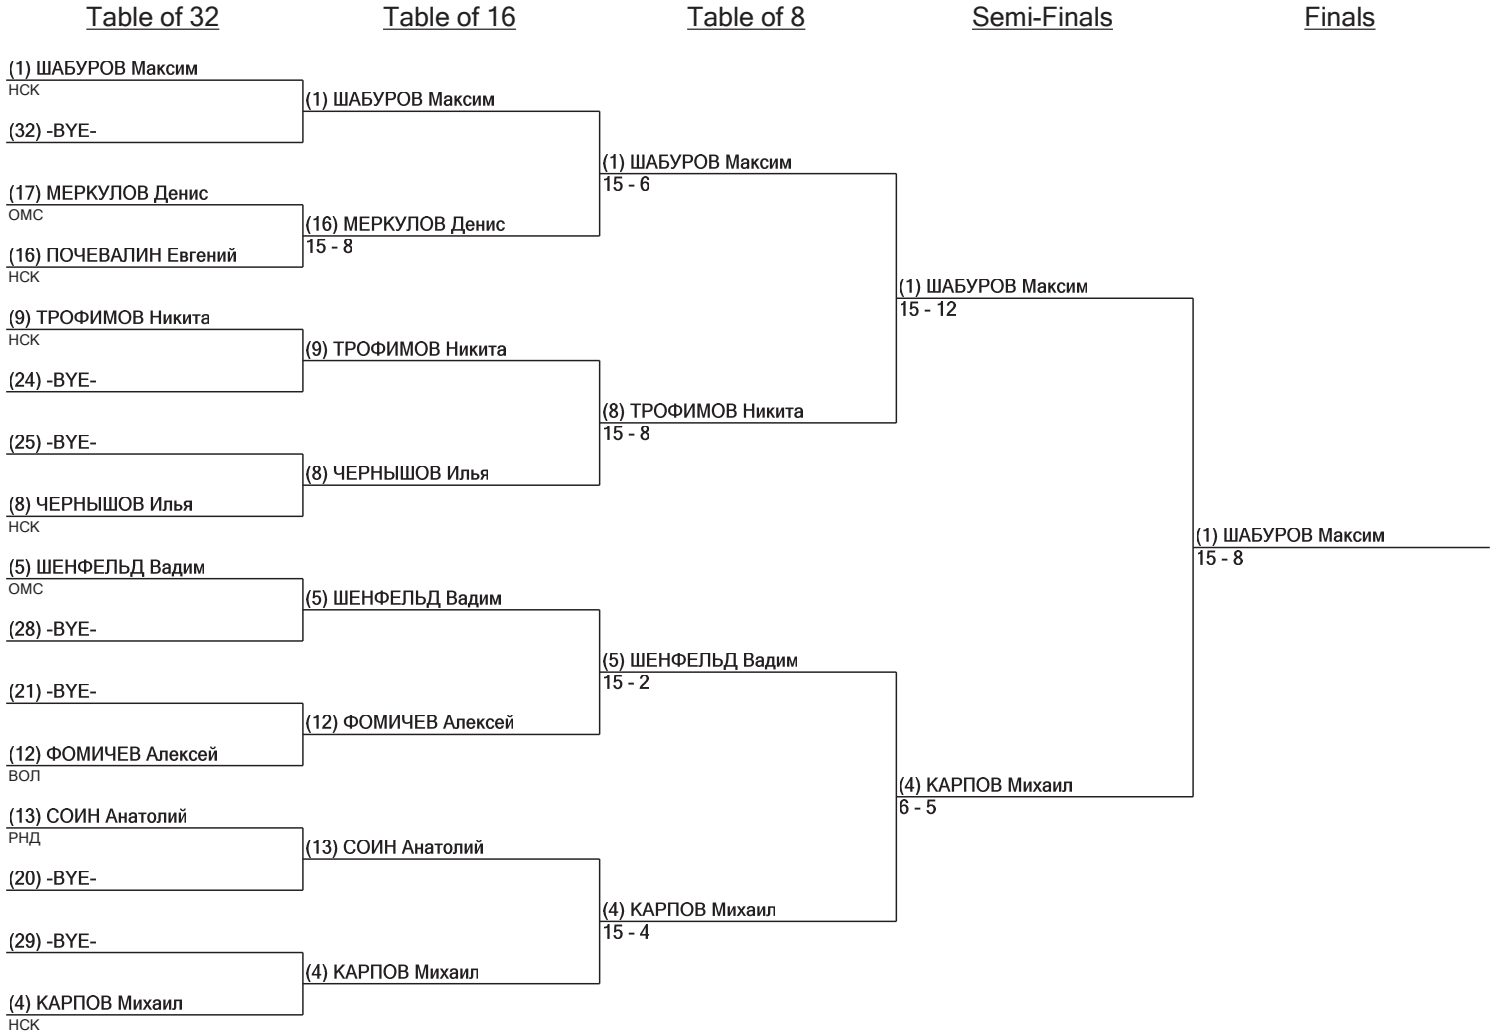 Table of 32
Table of 16
Table of 8
Semi-Finals
Finals
(1) ШАБУРОВ Максим
НСК
(32) -BYE-
(17) МЕРКУЛОВ Денис
ОМС
(16) ПОЧЕВАЛИН Евгений
НСК
(9) ТРОФИМОВ Никита
НСК
(24) -BYE-
(25) -BYE-
(8) ЧЕРНЫШОВ Илья
НСК
(5) ШЕНФЕЛЬД Вадим
ОМС
(28) -BYE-
(21) -BYE-
(12) ФОМИЧЕВ Алексей
ВОЛ
(13) СОИН Анатолий
РНД
(20) -BYE-
(29) -BYE-
(4) КАРПОВ Михаил
НСК
(1) ШАБУРОВ Максим
(16) МЕРКУЛОВ Денис
15 - 8
(9) ТРОФИМОВ Никита
(8) ЧЕРНЫШОВ Илья
(5) ШЕНФЕЛЬД Вадим
(12) ФОМИЧЕВ Алексей
(13) СОИН Анатолий
(4) КАРПОВ Михаил
(1) ШАБУРОВ Максим
15 - 6
(8) ТРОФИМОВ Никита
15 - 8
(5) ШЕНФЕЛЬД Вадим
15 - 2
(4) КАРПОВ Михаил
15 - 4
(1) ШАБУРОВ Максим
15 - 12
(4) КАРПОВ Михаил
6 - 5
(1) ШАБУРОВ Максим
15 - 8